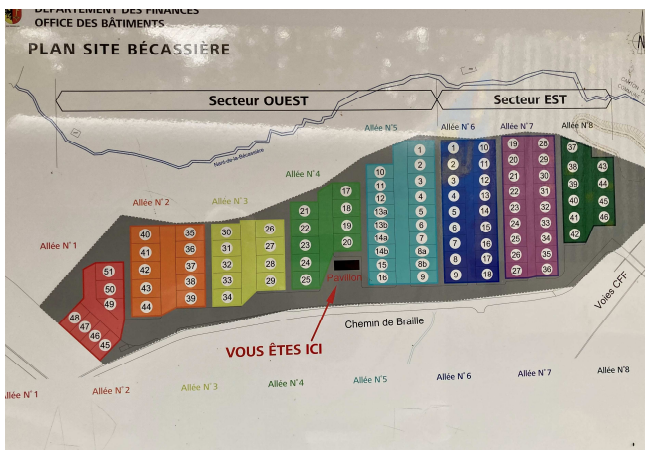 DÉPARTEMENT DES FINANCES
OFFICE DES BÂTIMENTS
PLAN SITE BÉCASSIÈRE
N
Secteur OUEST
Secteur EST
Nant-de-la-Bécassière
Allée N°1
51
50
49
48
47
46
45
Allée N°2
40
41
42
43
44
35
36
37
38
39
Allée N°3
30
31
32
33
34
26
27
28
29
Allée N°4
21
22
23
24
25
17
18
19
20
Pavillon
Allée N°5
10
11
12
13a
13b
14a
14b
15
16
1
2
3
4
5
6
7
8a
8b
9
Allée N°6
1
2
3
4
5
6
7
8
9
10
11
12
13
14
15
16
17
18
Allée N°7
19
20
21
22
23
24
25
26
27
28
29
30
31
32
33
34
35
36
Allée N°8
37
38
39
40
41
42
43
44
45
46
Voies CFF
Chemin de Braille
VOUS ÊTES ICI
Allée N°1
Allée N°2
Allée N°3
Allée N°4
Allée N°5
Allée N°6
Allée N°7
Allée N°8